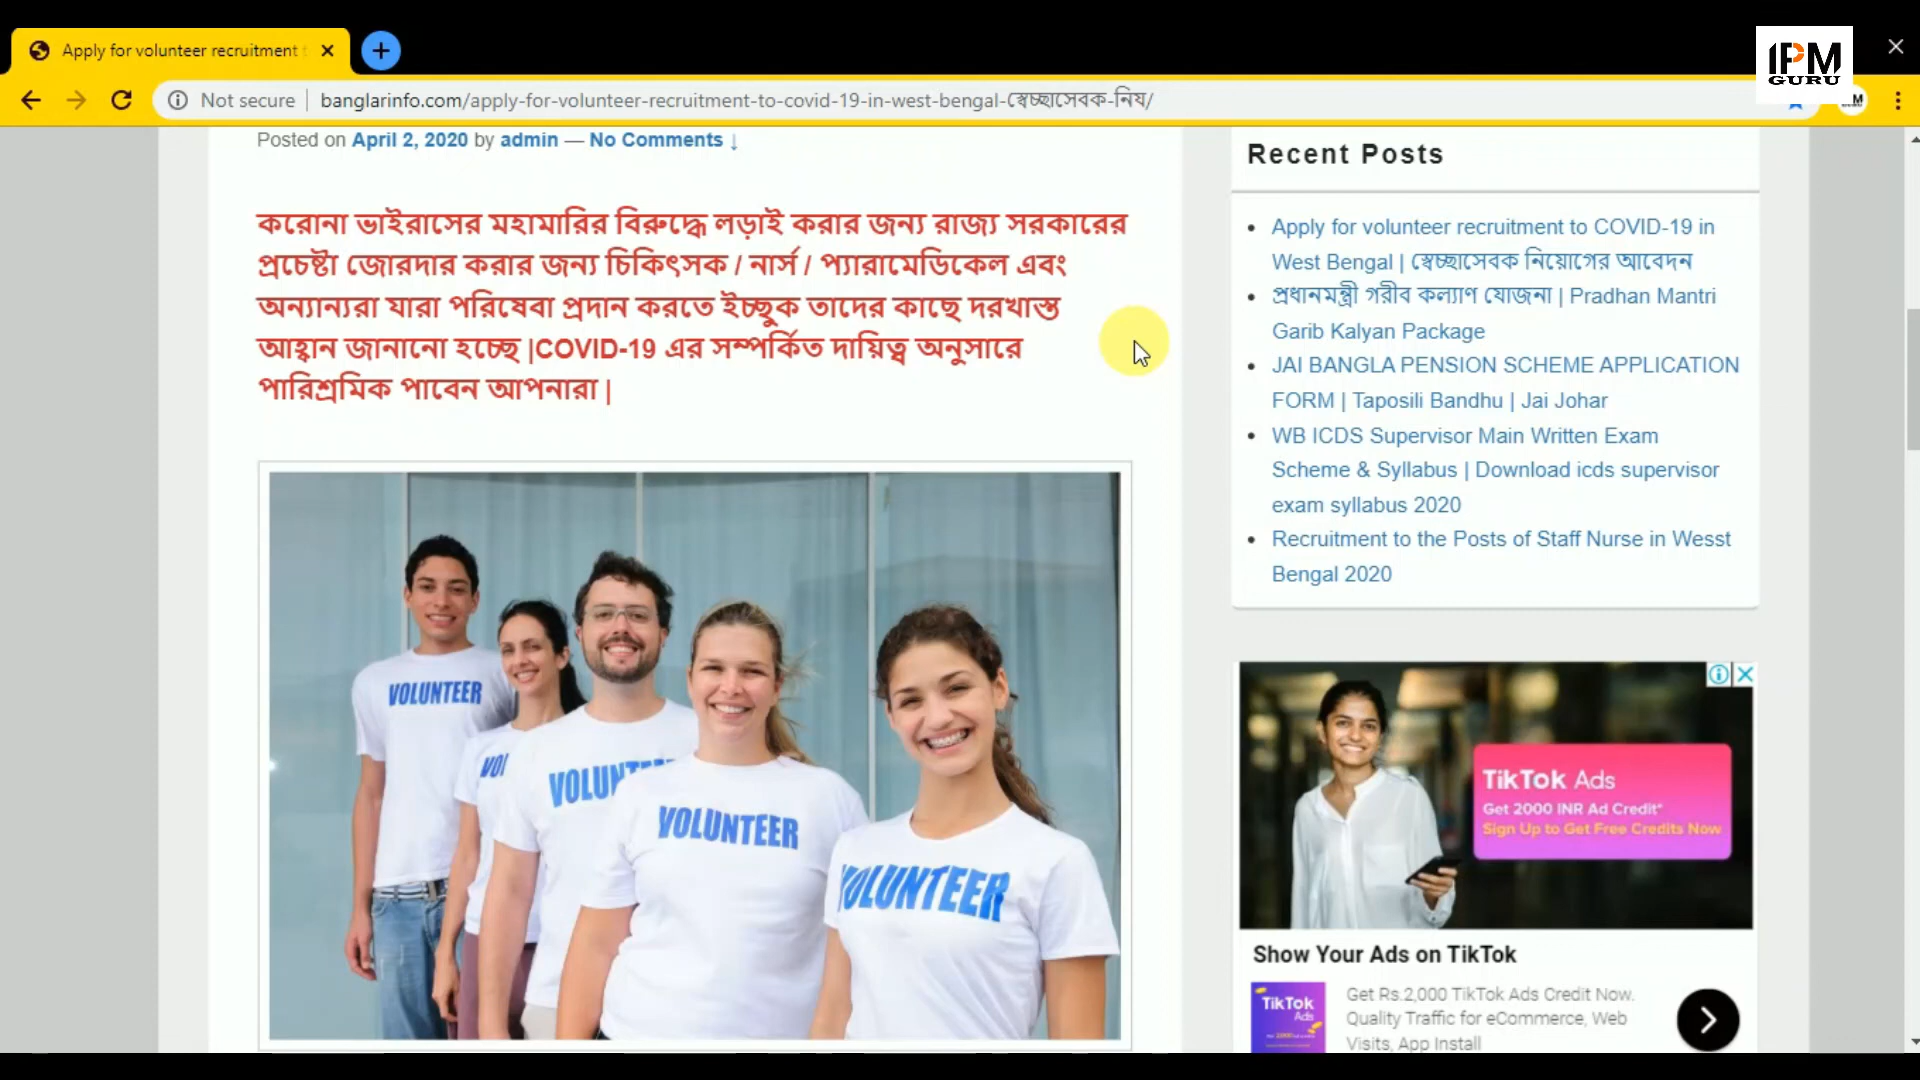 Apply for volunteer recruitment
IPM
GURU
Not secure
banglarinfo.com/apply-for-volunteer-recruitment-to-covid-19-in-west-bengal-স্বেচ্ছাসেবক-নিয/
Posted on April 2, 2020 by admin — No Comments ↓
করোনা ভাইরাসের মহামারির বিরুদ্ধে লড়াই করার জন্য রাজ্য সরকারের
প্রচেষ্টা জোরদার করার জন্য চিকিৎসক / নার্স / প্যারামেডিকেল এবং
অন্যান্যরা যারা পরিষেবা প্রদান করতে ইচ্ছুক তাদের কাছে দরখাস্ত
আহ্বান জানানো হচ্ছে |COVID-19 এর সম্পর্কিত দায়িত্ব অনুসারে
পারিশ্রমিক পাবেন আপনারা |
VOLUNTEER
VOL
VOLUNTE
VOLUNTEER
VOLUNTEER
Recent Posts
Apply for volunteer recruitment to COVID-19 in
West Bengal | স্বেচ্ছাসেবক নিয়োগের আবেদন
প্রধানমন্ত্রী গরীব কল্যাণ যোজনা | Pradhan Mantri
Garib Kalyan Package
JAI BANGLA PENSION SCHEME APPLICATION
FORM | Taposili Bandhu | Jai Johar
WB ICDS Supervisor Main Written Exam
Scheme & Syllabus | Download icds supervisor
exam syllabus 2020
Recruitment to the Posts of Staff Nurse in Wesst
Bengal 2020
TikTok Ads
Get 2000 INR Ad Credit*
Sign Up to Get Free Credits Now
Show Your Ads on TikTok
TikTok
Ads
Get Rs.2,000 TikTok Ads Credit Now.
Quality Traffic for eCommerce, Web
Visits, App Install